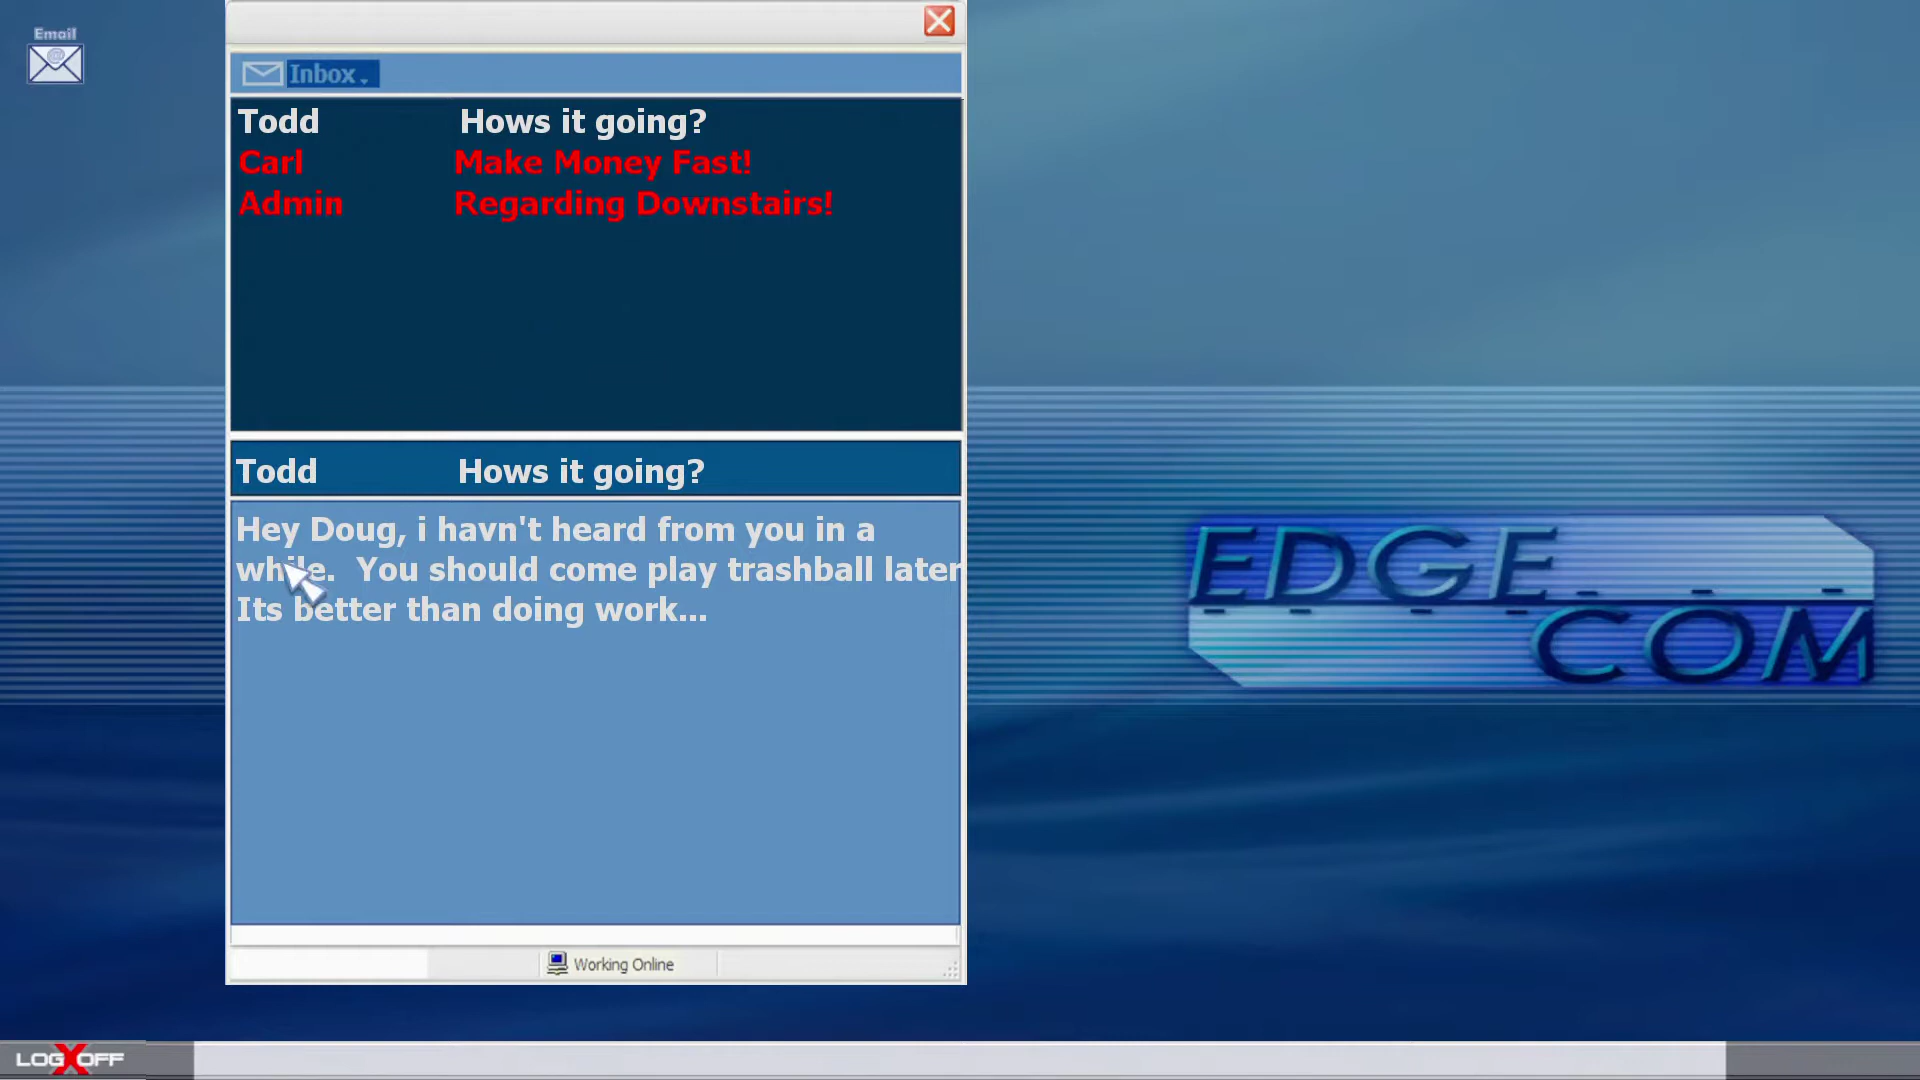 Email
Inbox
Todd Hows it going?
Carl Make Money Fast!
Admin Regarding Downstairs!
Todd Hows it going?
Hey Doug, i havn't heard from you in a
while. You should come play trashball later
Its better than doing work...
EDGE
COM
Working Online
LOG X OFF